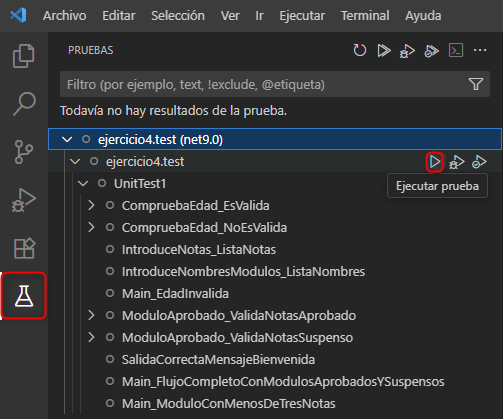 Archivo Editar Selección Ver Ir Ejecutar Terminal Ayuda
PRUEBAS
Filtro (por ejemplo, text, !exclude, @etiqueta)
Todavía no hay resultados de la prueba.
ejercicio4.test (net9.0)
ejercicio4.test
Ejecutar prueba
UnitTest1
CompruebaEdad_EsValida
CompruebaEdad_NoEsValida
IntroduceNotas_ListaNotas
IntroduceNombresModulos_ListaNombres
Main_EdadInvalida
ModuloAprobado_ValidaNotasAprobado
ModuloAprobado_ValidaNotasSuspenso
SalidaCorrectaMensajeBienvenida
Main_FlujoCompletoConModulosAprobadosYSuspensos
Main_ModuloConMenosDeTresNotas